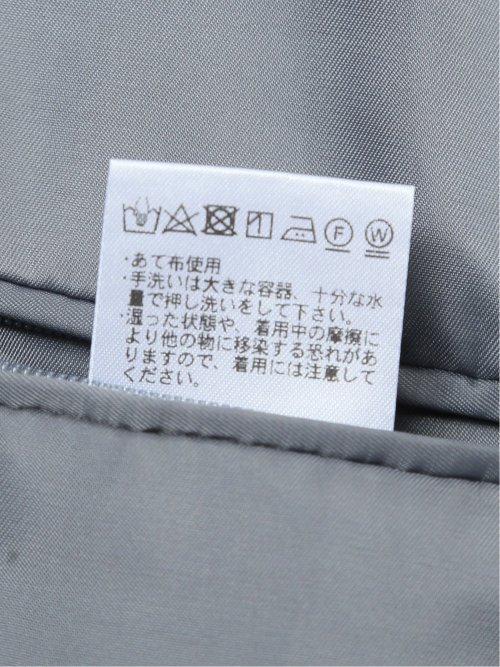 F W
・あて布使用
・手洗いは大きな容器、十分な水
量で押し洗いをして下さい。
・湿った状態や、着用中の摩擦に
より他の物に移染する恐れがあ
りますので、着用には注意して
ください。